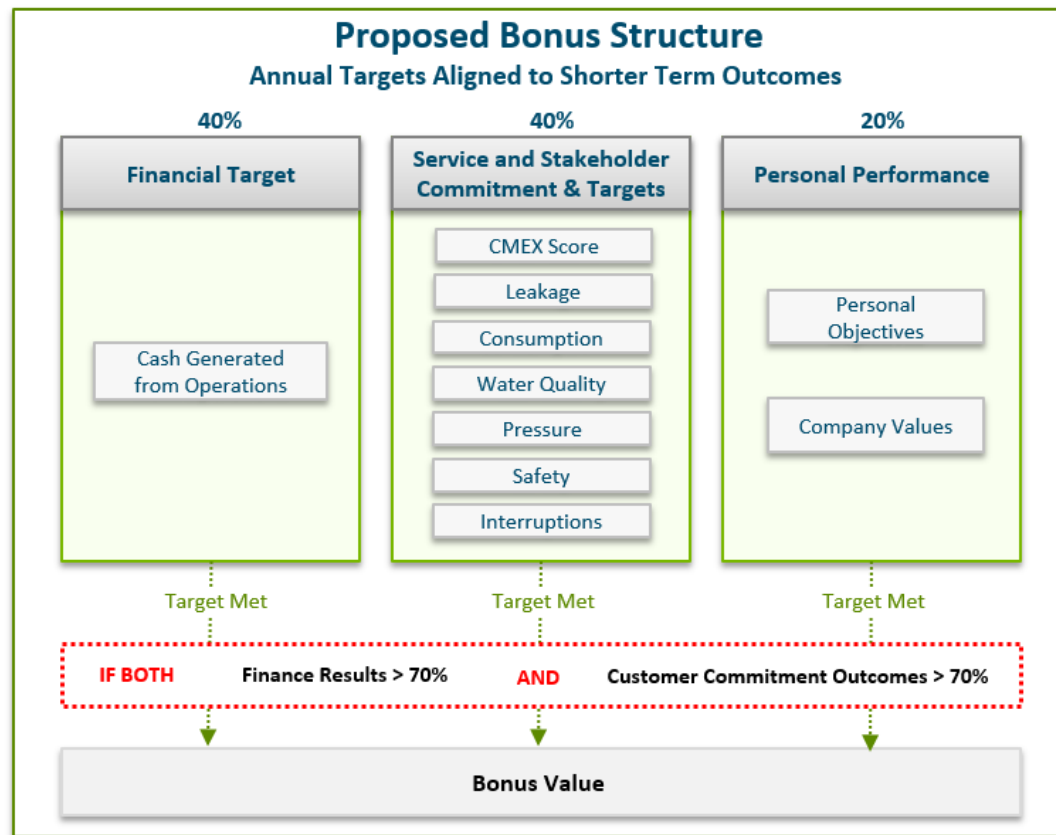 Proposed Bonus Structure
Annual Targets Aligned to Shorter Term Outcomes
40%
Financial Target
Cash Generated
from Operations
Target Met
40%
Service and Stakeholder
Commitment & Targets
CMEX Score
Leakage
Consumption
Water Quality
Pressure
Safety
Interruptions
Target Met
20%
Personal Performance
Personal
Objectives
Company Values
Target Met
IF BOTH Finance Results > 70% AND Customer Commitment Outcomes > 70%
Bonus Value